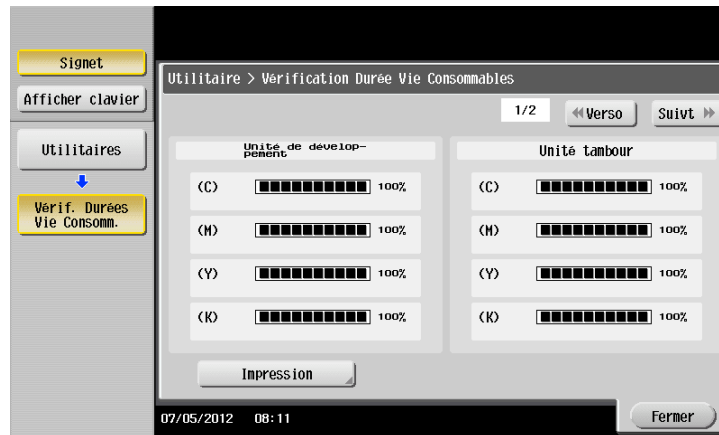 Signet
Afficher clavier
Utilitaires
Vérif. Durées
Vie Consomm.
Utilitaire > Vérification Durée Vie Consommables
1/2
Verso
Suivt
Unité de dévelop-
pement
(C) 100%
(M) 100%
(Y) 100%
(K) 100%
Unité tambour
(C) 100%
(M) 100%
(Y) 100%
(K) 100%
Impression
07/05/2012 08:11
Fermer